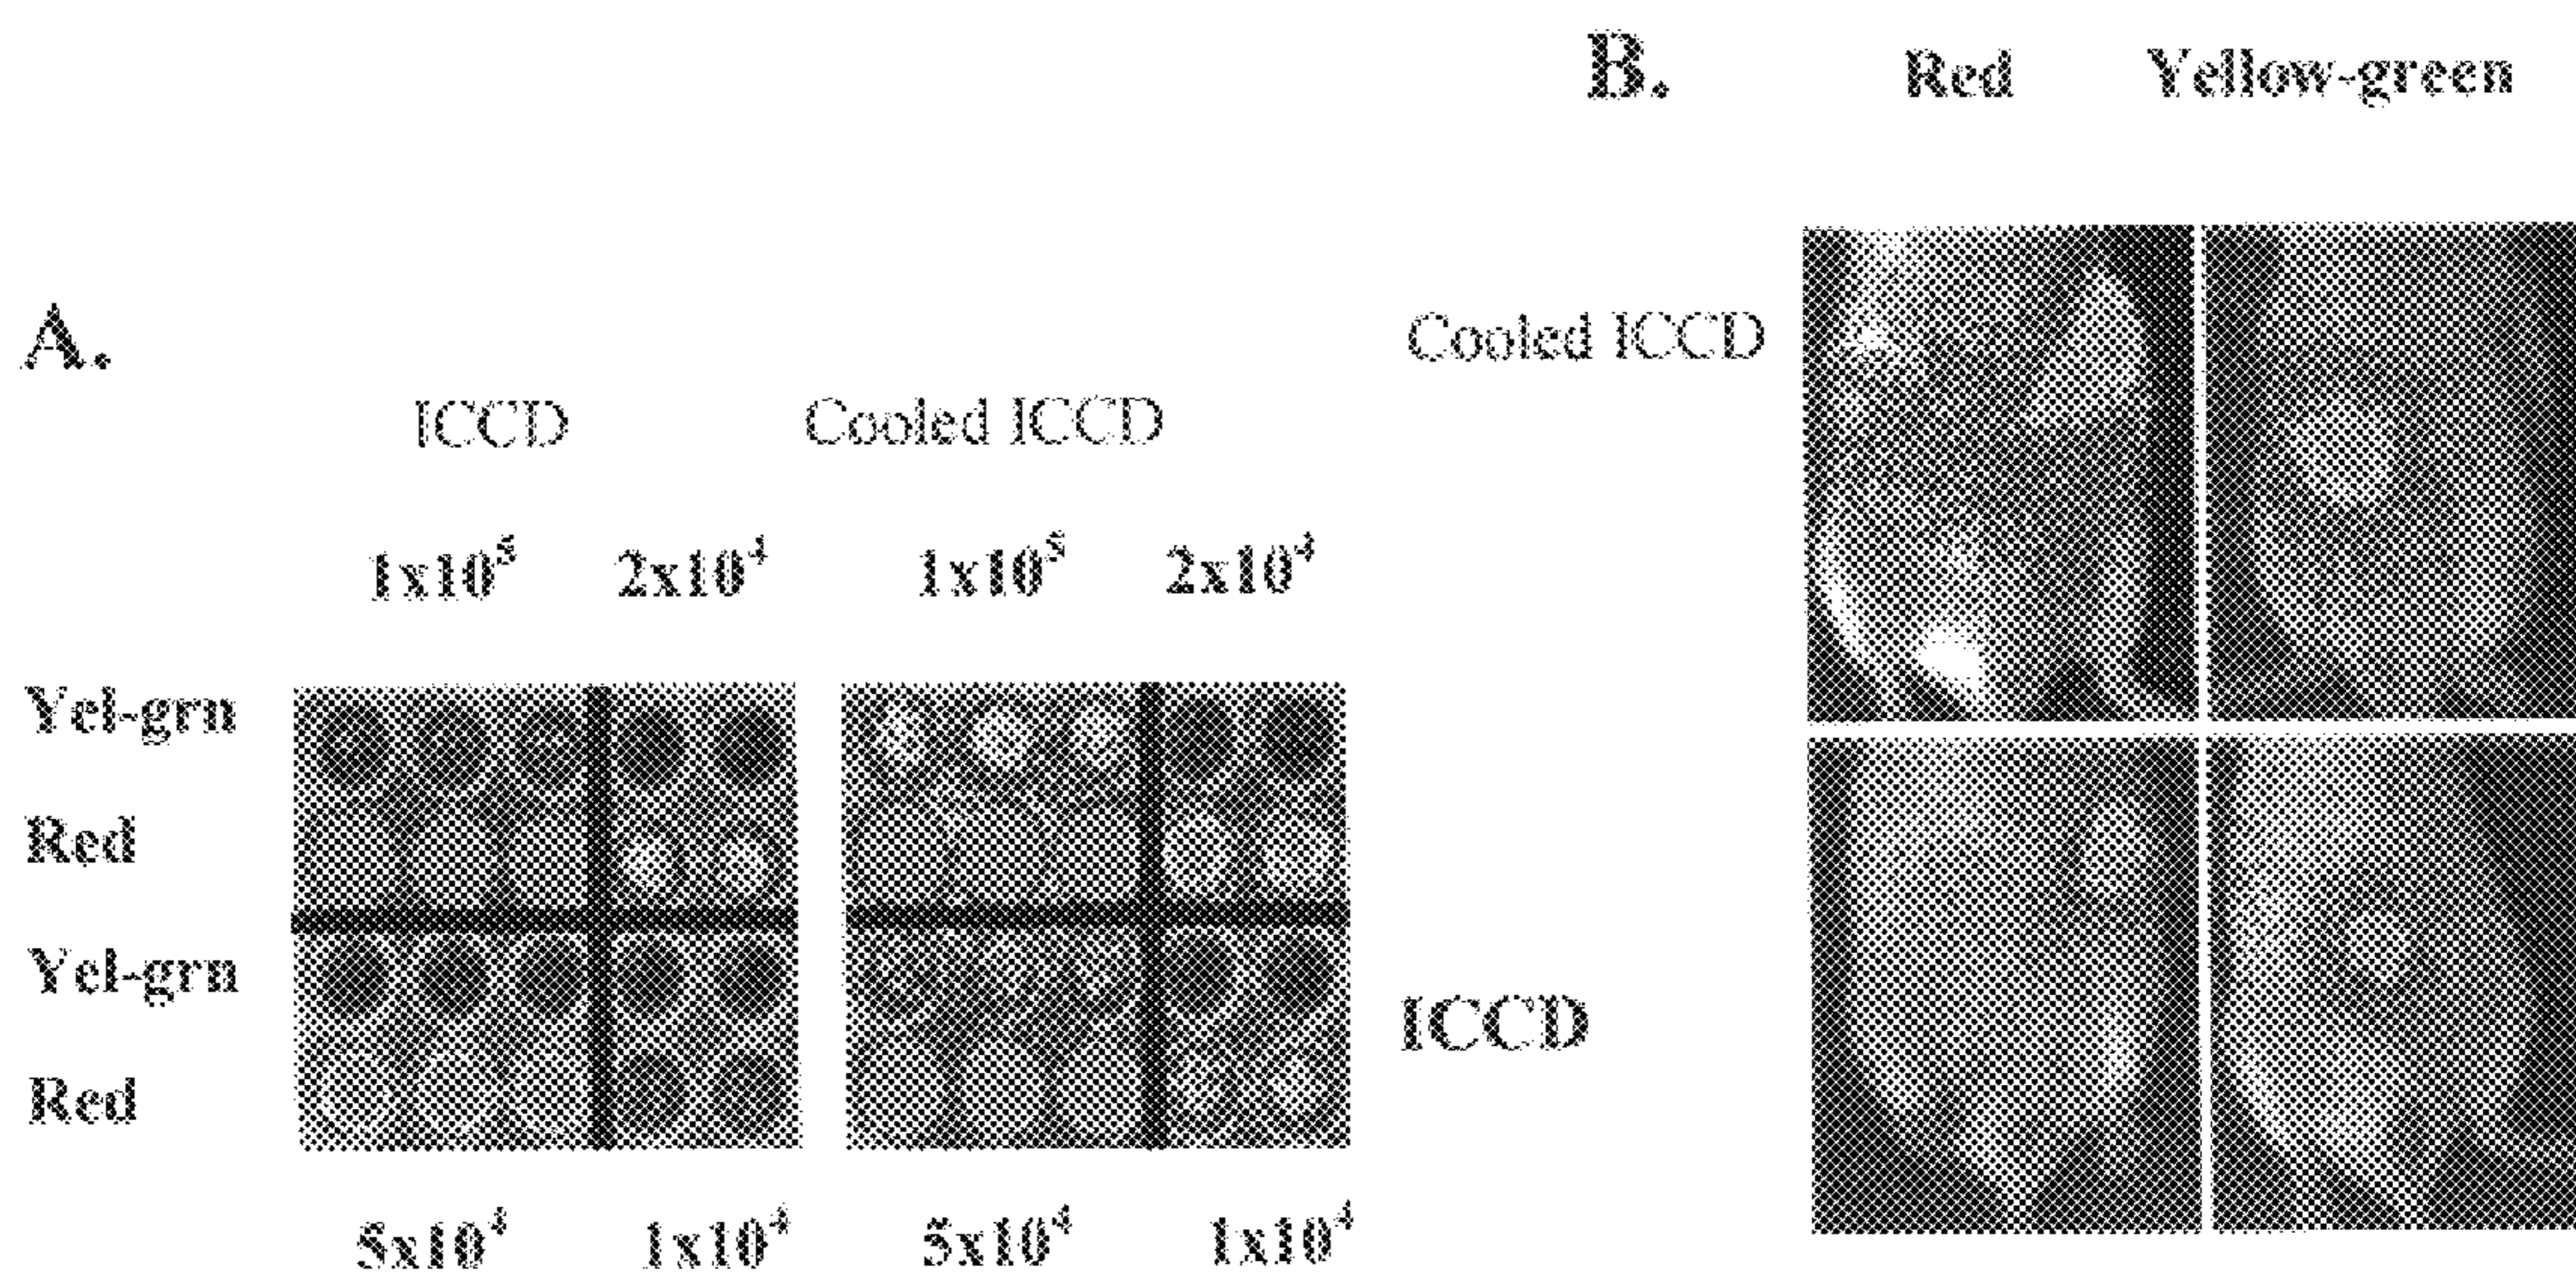 B. Red Yellow-green
A.
Cooled ICCD
ICCD Cooled ICCD
1x10⁵ 2x10⁴ 1x10⁵ 2x10⁴
Yel-grn
Red
Yel-grn
Red
ICCD
5x10⁴ 1x10⁴ 5x10⁴ 1x10⁴